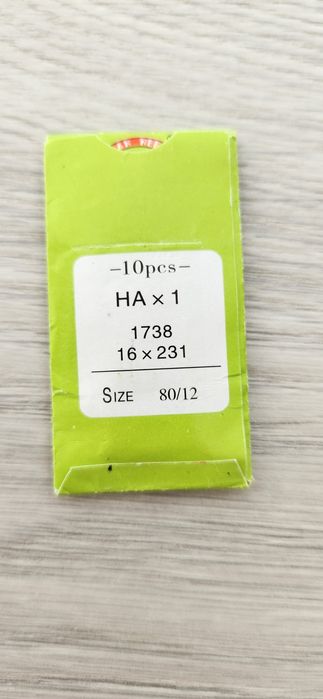 -10pcs-
HA × 1
1738
16 × 231
SIZE 80/12